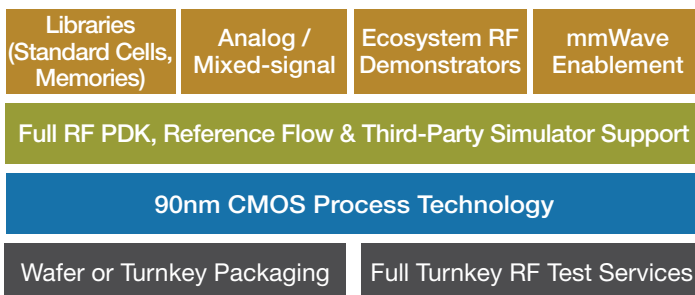 Libraries
(Standard Cells,
Memories)
Analog /
Mixed-signal
Ecosystem RF
Demonstrators
mmWave
Enablement
Full RF PDK, Reference Flow & Third-Party Simulator Support
90nm CMOS Process Technology
Wafer or Turnkey Packaging
Full Turnkey RF Test Services